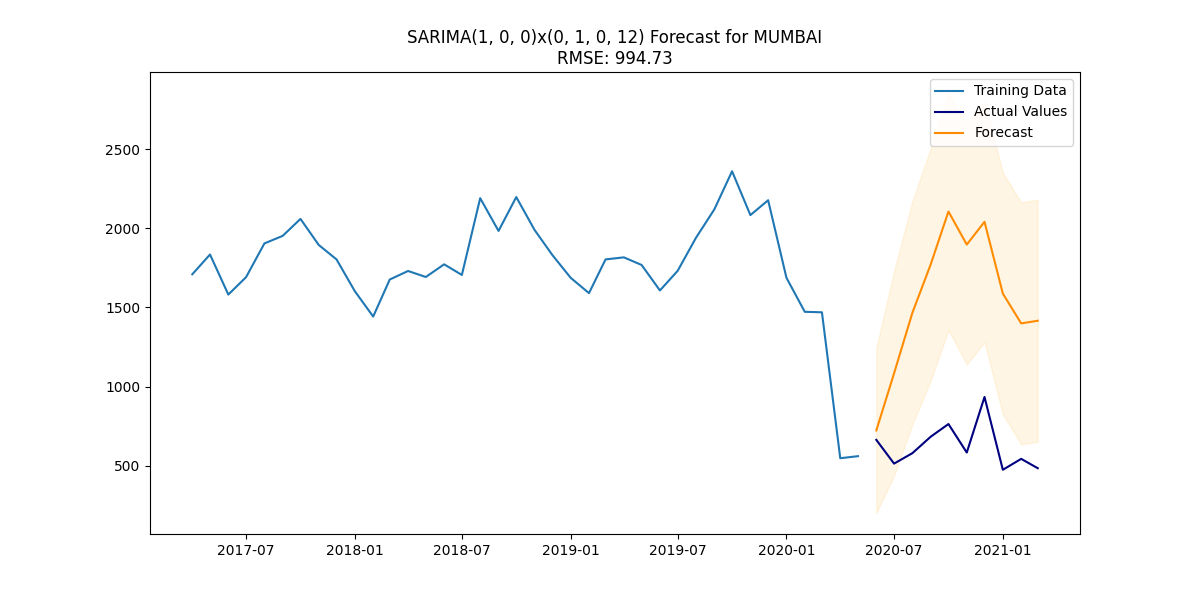 SARIMA(1, 0, 0)x(0, 1, 0, 12) Forecast for MUMBAI
RMSE: 994.73
Training Data
Actual Values
Forecast
2500
2000
1500
1000
500
2017-07 2018-01 2018-07 2019-01 2019-07 2020-01 2020-07 2021-01